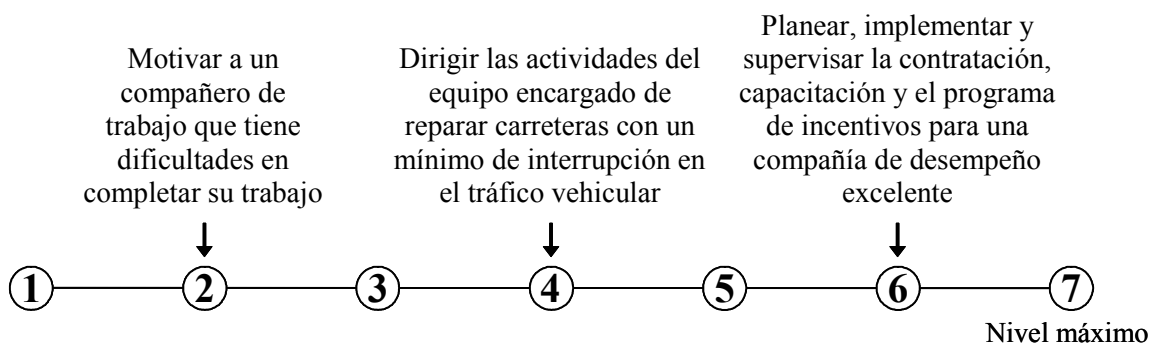 Motivar a un
compañero de
trabajo que tiene
dificultades en
completar su trabajo
Dirigir las actividades del
equipo encargado de
reparar carreteras con un
mínimo de interrupción en
el tráfico vehicular
Planear, implementar y
supervisar la contratación,
capacitación y el programa
de incentivos para una
compañía de desempeño
excelente
1 2 3 4 5 6 7
Nivel máximo